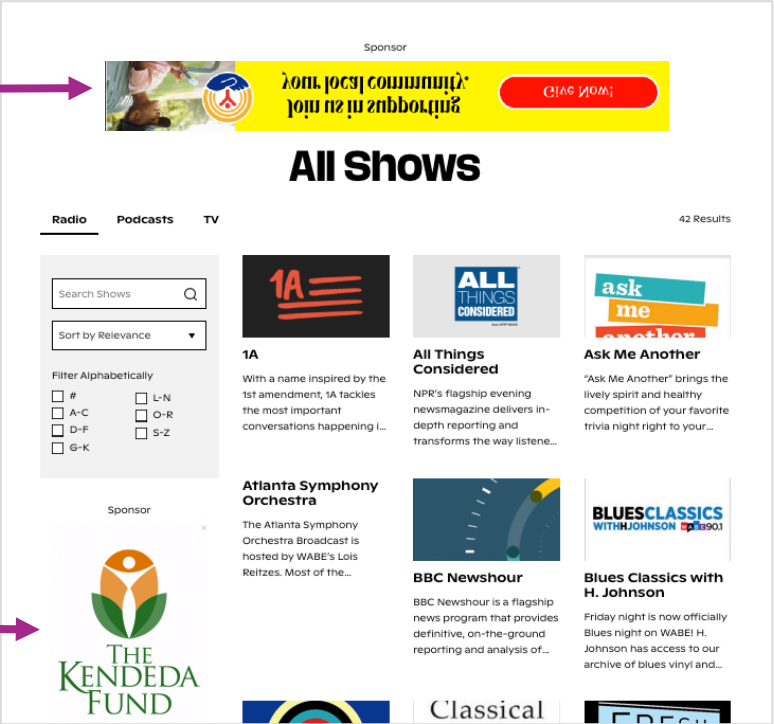 Sponsor
Join us in supporting
your local community.
Give Now!
All Shows
Radio Podcasts TV
42 Results
Search Shows
Sort by Relevance
Filter Alphabetically
#
A-C
D-F
G-K
L-N
O-R
S-Z
Sponsor
THE
KENDEDA
FUND
1A
1A
With a name inspired by the
1st amendment, 1A tackles
the most important
conversations happening i...
ALL
THINGS
CONSIDERED
All Things
Considered
NPR's flagship evening
newsmagazine delivers in-
depth reporting and
transforms the way listene...
ask
me
another
Ask Me Another
“Ask Me Another” brings the
lively spirit and healthy
competition of your favorite
trivia night right to your...
Atlanta Symphony
Orchestra
The Atlanta Symphony
Orchestra Broadcast is
hosted by WABE's Lois
Reitzes. Most of the...
BBC Newshour
BBC Newshour is a flagship
news program that provides
definitive, on-the-ground
reporting and analysis of...
BLUESCLASSICS
WITHHJOHNSON WABE90.1
Blues Classics with
H. Johnson
Friday night is now officially
Blues night on WABE! H.
Johnson has access to our
archive of blues vinyl and...
Classical
FRESH